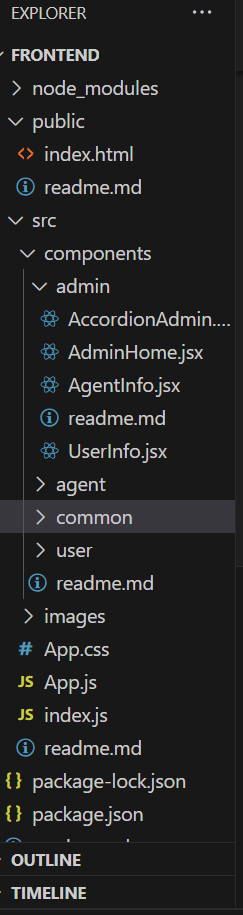 EXPLORER ...
FRONTEND
node_modules
public
index.html
readme.md
src
components
admin
AccordionAdmin....
AdminHome.jsx
AgentInfo.jsx
readme.md
UserInfo.jsx
agent
common
user
readme.md
images
# App.css
JS App.js
JS index.js
readme.md
{} package-lock.json
{} package.json
OUTLINE
TIMELINE